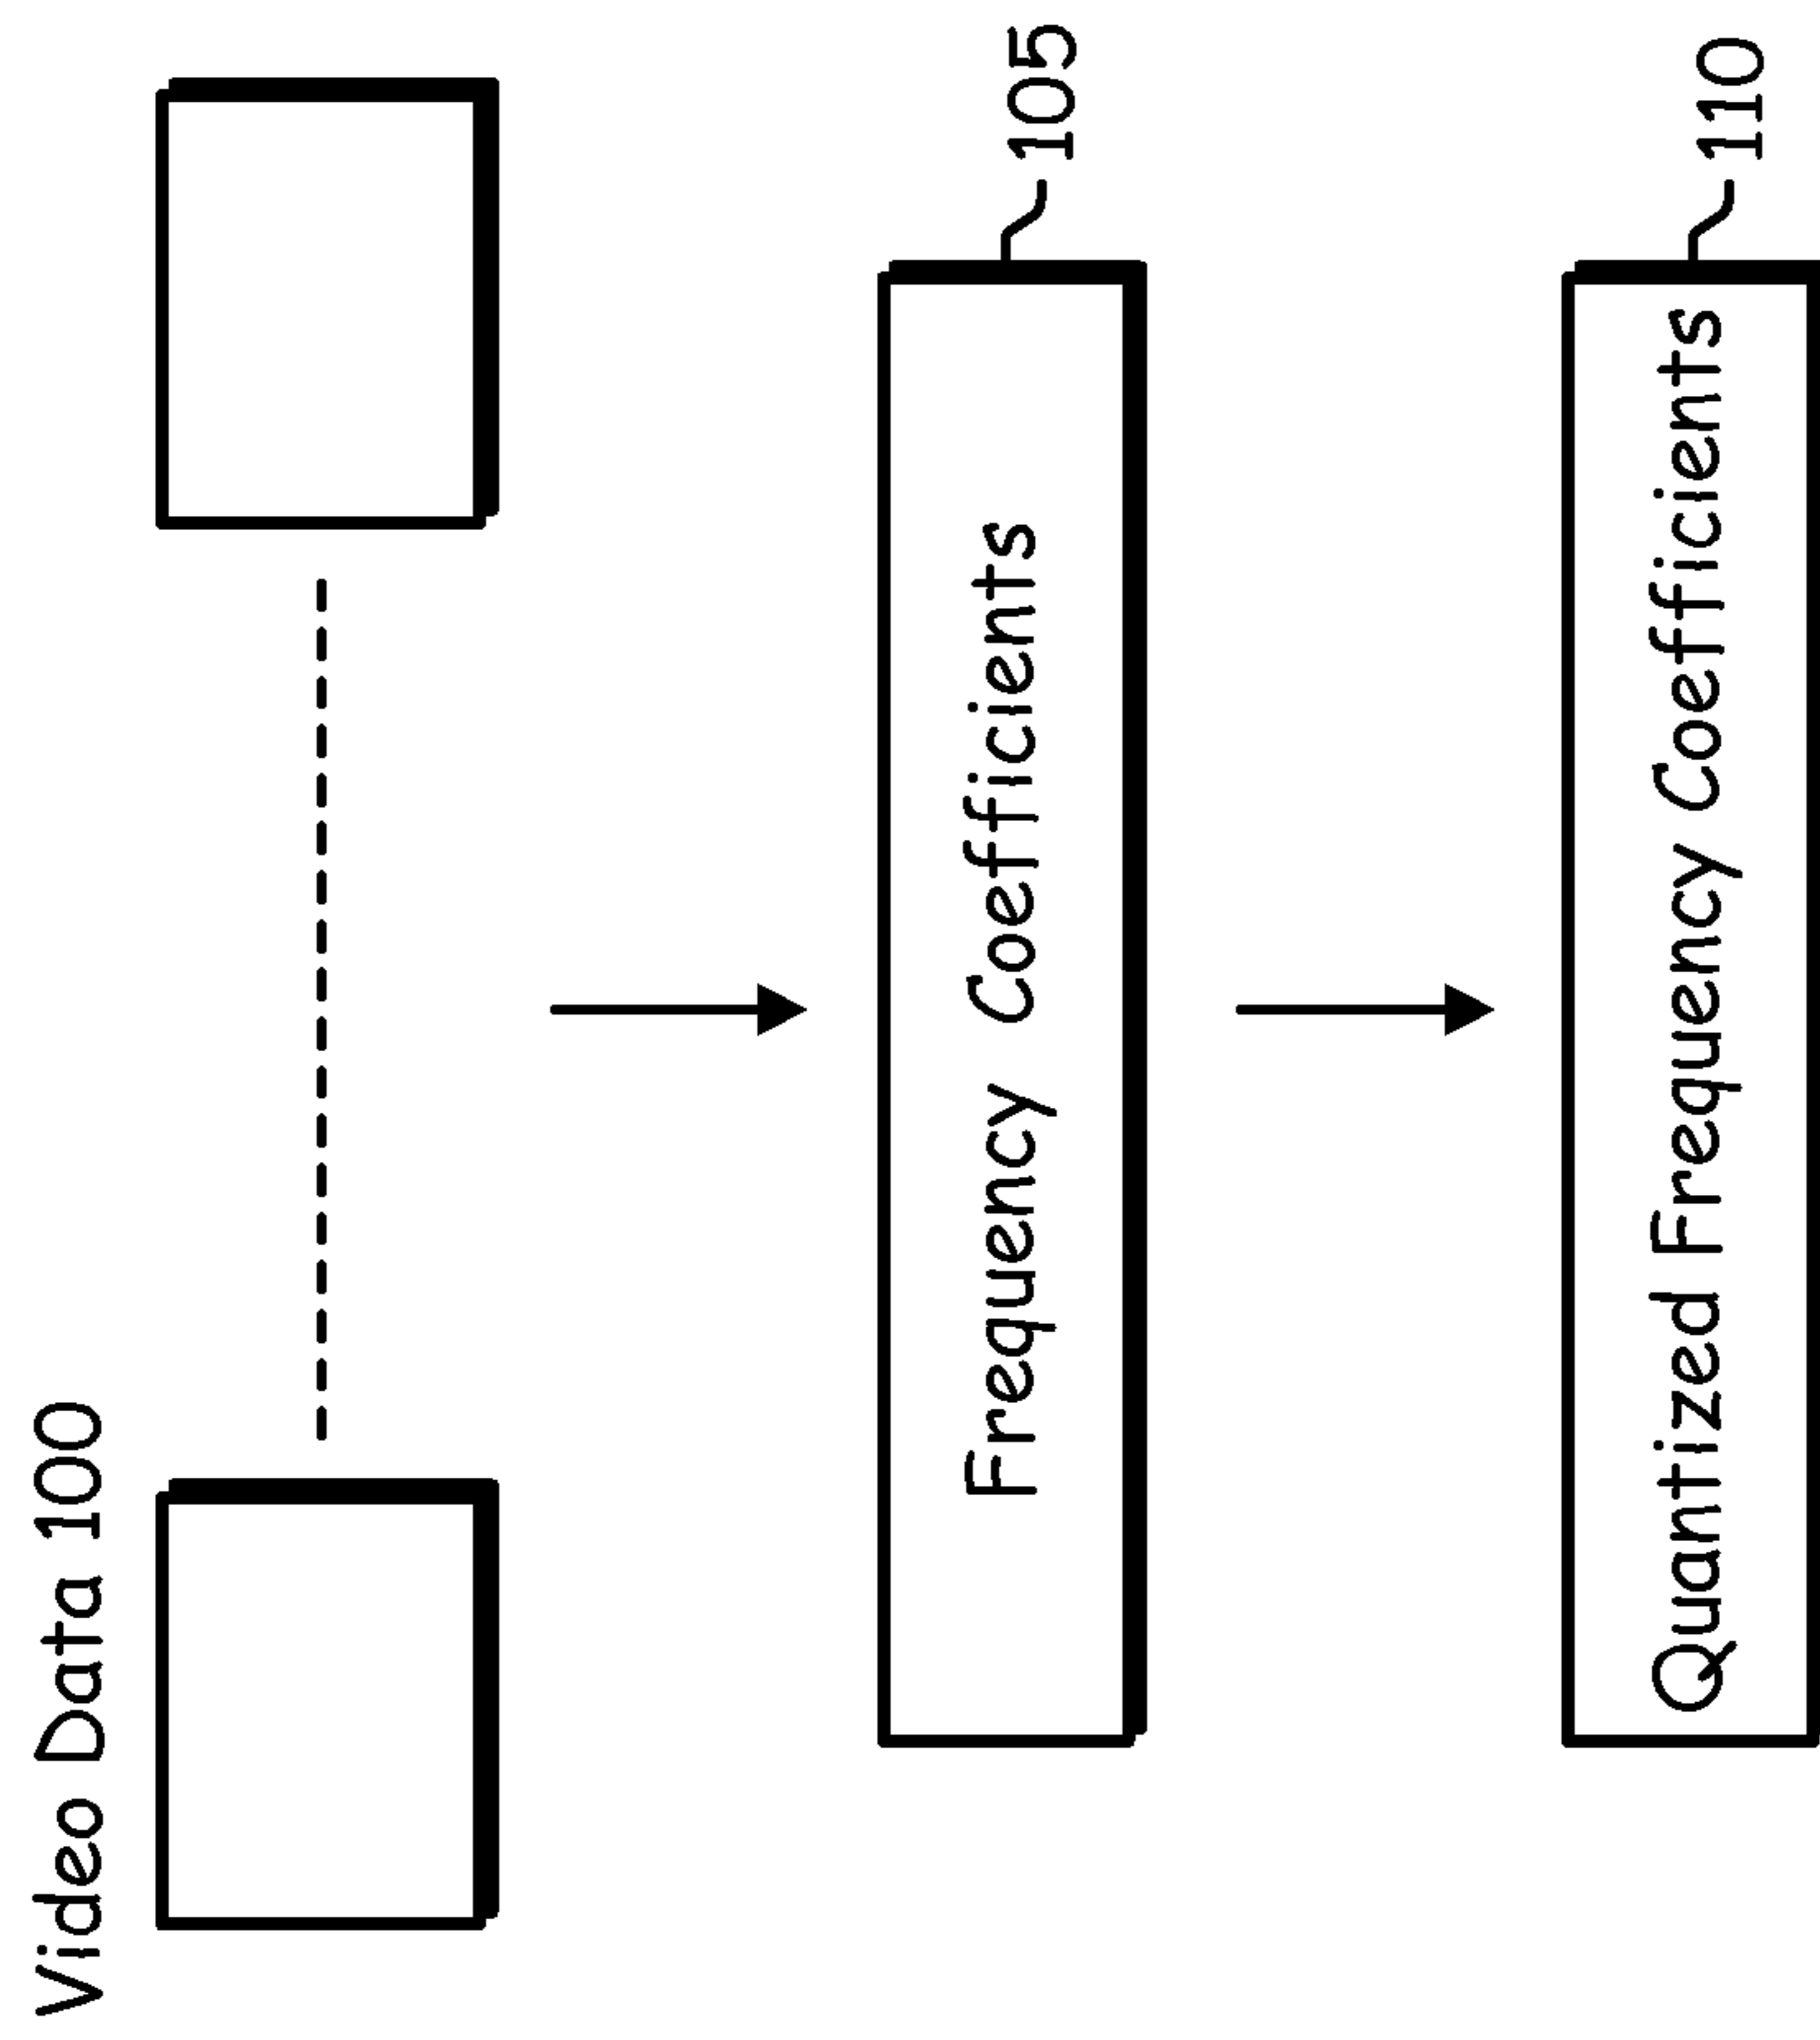 Video Data 100
Frequency Coefficients
105
Quantized Frequency Coefficients
110